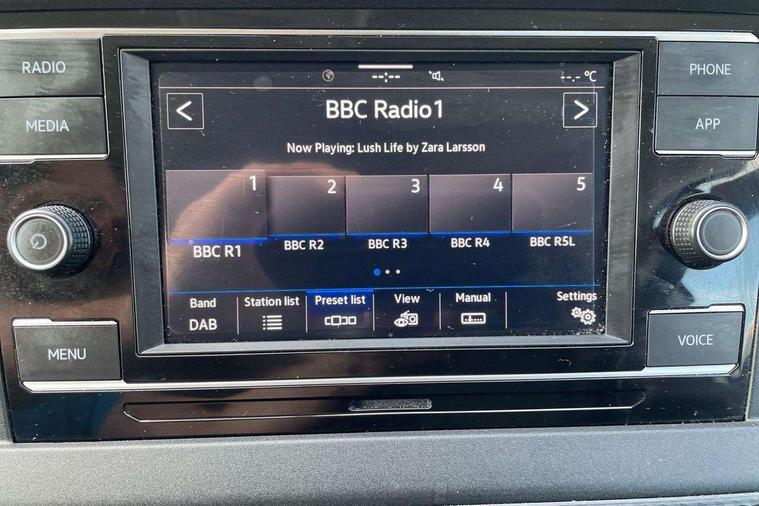 RADIO
MEDIA
MENU
PHONE
APP
VOICE
--:--
--.- °C
BBC Radio1
Now Playing: Lush Life by Zara Larsson
1 2 3 4 5
BBC R1 BBC R2 BBC R3 BBC R4 BBC R5L
Band Station list Preset list View Manual Settings
DAB